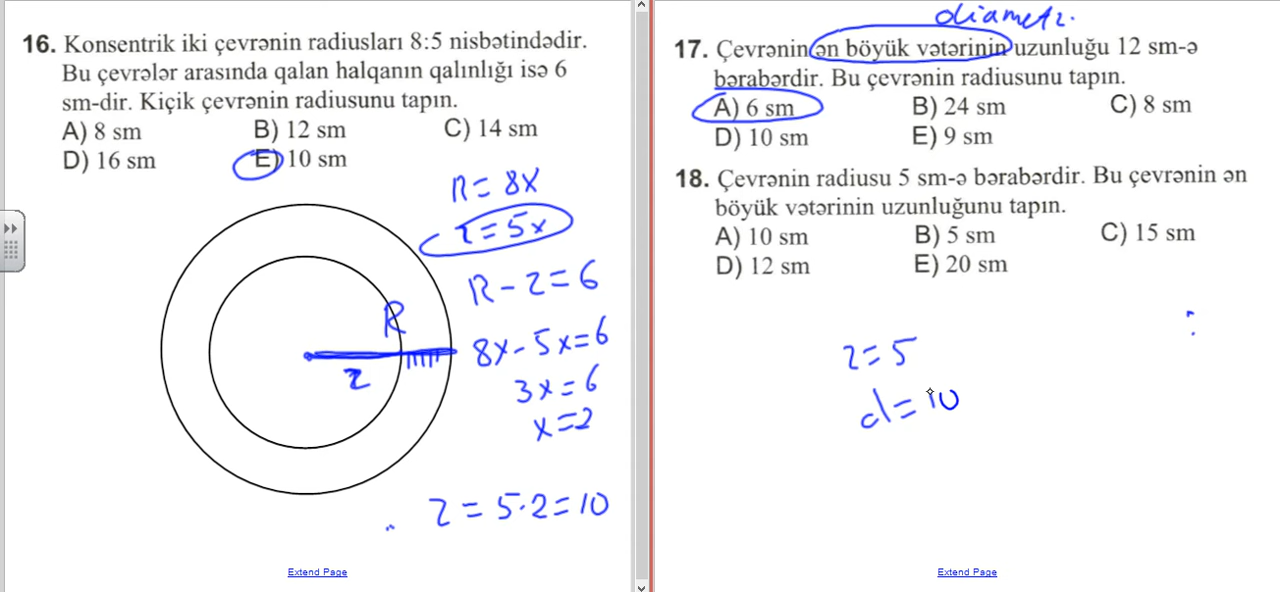 16. Konsentrik iki çevrənin radiusları 8:5 nisbətindədir.
Bu çevrələr arasında qalan halqanın qalınlığı isə 6
sm-dir. Kiçik çevrənin radiusunu tapın.
A) 8 sm B) 12 sm C) 14 sm
D) 16 sm E) 10 sm
R = 8x
r = 5x
R - r = 6
R
r
8x - 5x = 6
3x = 6
x = 2
r = 5·2 = 10
Extend Page
diametr.
17. Çevrənin ən böyük vətərinin uzunluğu 12 sm-ə
bərabərdir. Bu çevrənin radiusunu tapın.
A) 6 sm B) 24 sm C) 8 sm
D) 10 sm E) 9 sm
18. Çevrənin radiusu 5 sm-ə bərabərdir. Bu çevrənin ən
böyük vətərinin uzunluğunu tapın.
A) 10 sm B) 5 sm C) 15 sm
D) 12 sm E) 20 sm
r = 5
d = 10
Extend Page